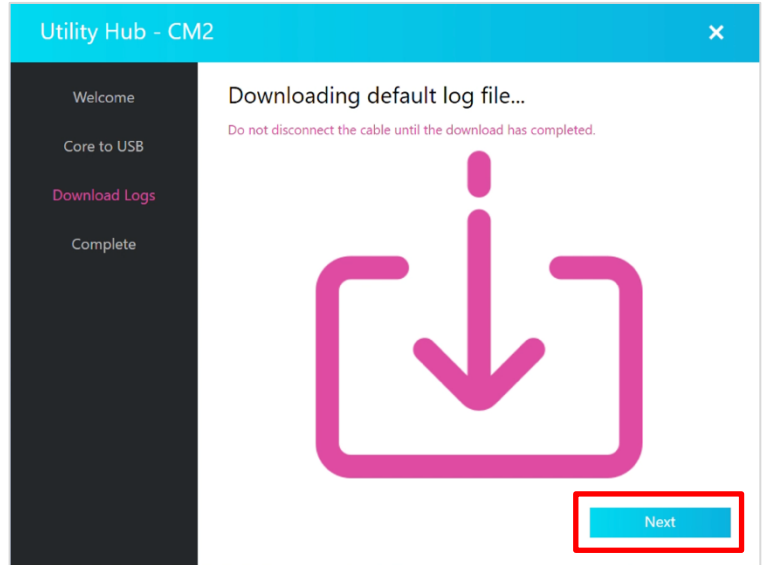 Utility Hub - CM2
Welcome
Core to USB
Download Logs
Complete
Downloading default log file...
Do not disconnect the cable until the download has completed.
Next